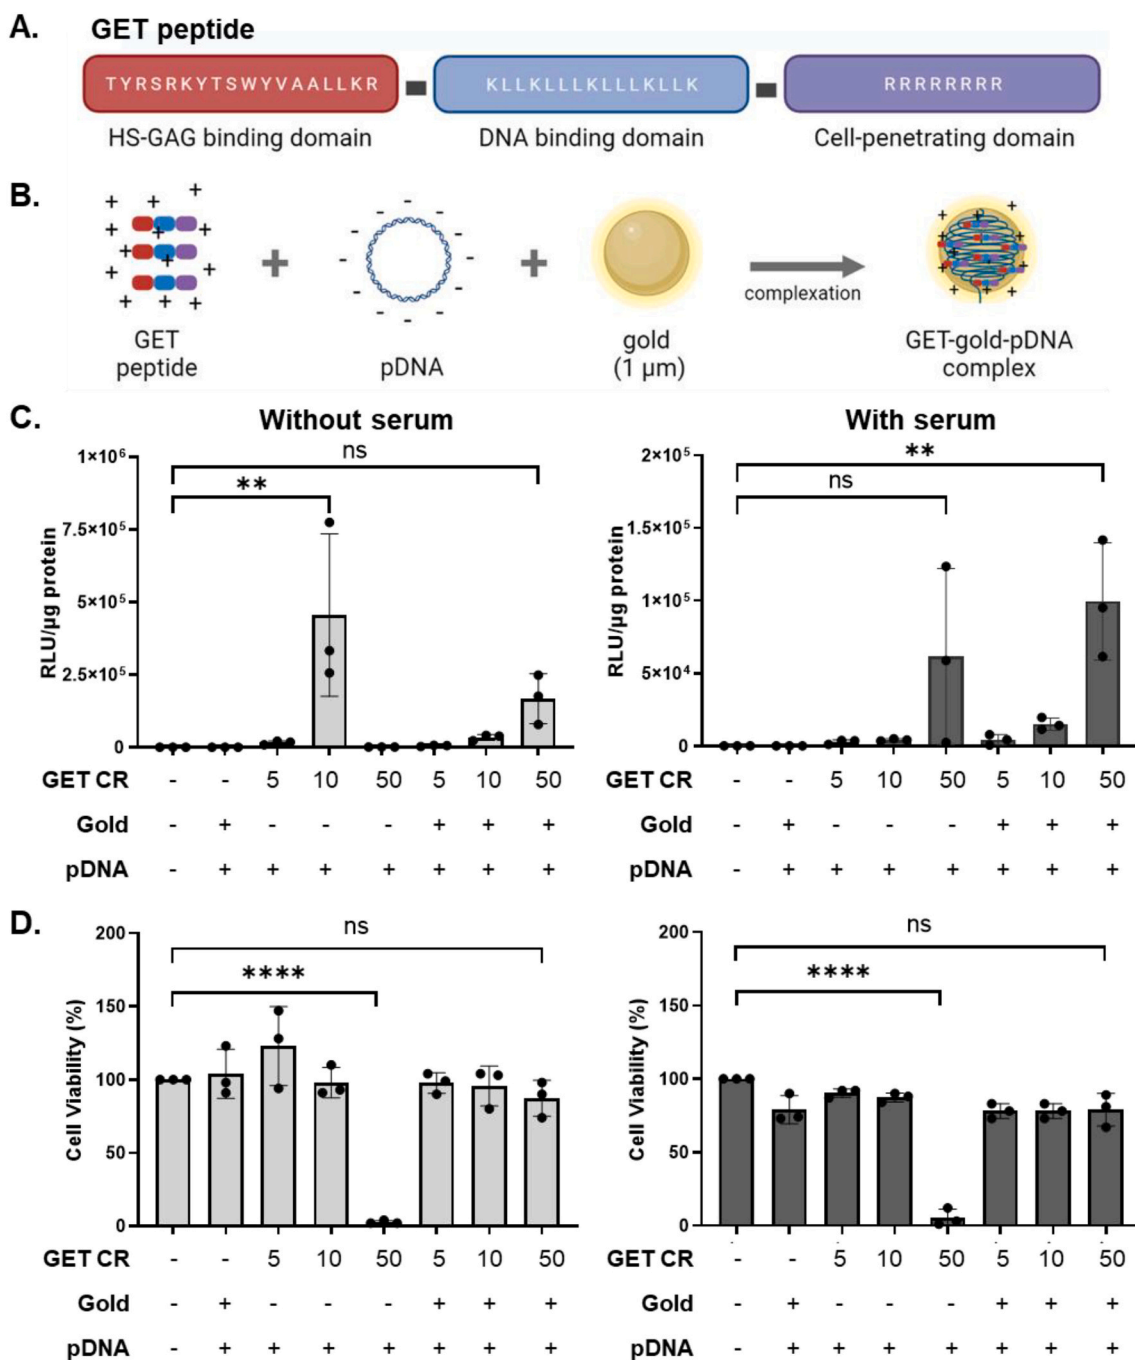 A. GET peptide
TYRSRKYTSWYVAALLKR KLLKLLLKLLLKLLK RRRRRRRR
HS-GAG binding domain DNA binding domain Cell-penetrating domain
B.
GET peptide
+
pDNA
+
gold (1 µm)
complexation
GET-gold-pDNA complex
C.
Without serum
ns
**
1×10⁶
7.5×10⁵
5×10⁵
2.5×10⁵
0
RLU/µg protein
GET CR - - 5 10 50 5 10 50
Gold - + - - - + + +
pDNA - + + + + + + +
With serum
**
ns
2×10⁵
1.5×10⁵
1×10⁵
5×10⁴
0
RLU/µg protein
- - 5 10 50 5 10 50
- + - - - + + +
- + + + + + + +
D.
ns
****
200
150
100
50
0
Cell Viability (%)
GET CR - - 5 10 50 5 10 50
Gold - + - - - + + +
pDNA - + + + + + + +
ns
****
200
150
100
50
0
Cell Viability (%)
GET CR - - 5 10 50 5 10 50
Gold - + - - - + + +
pDNA - + + + + + + +